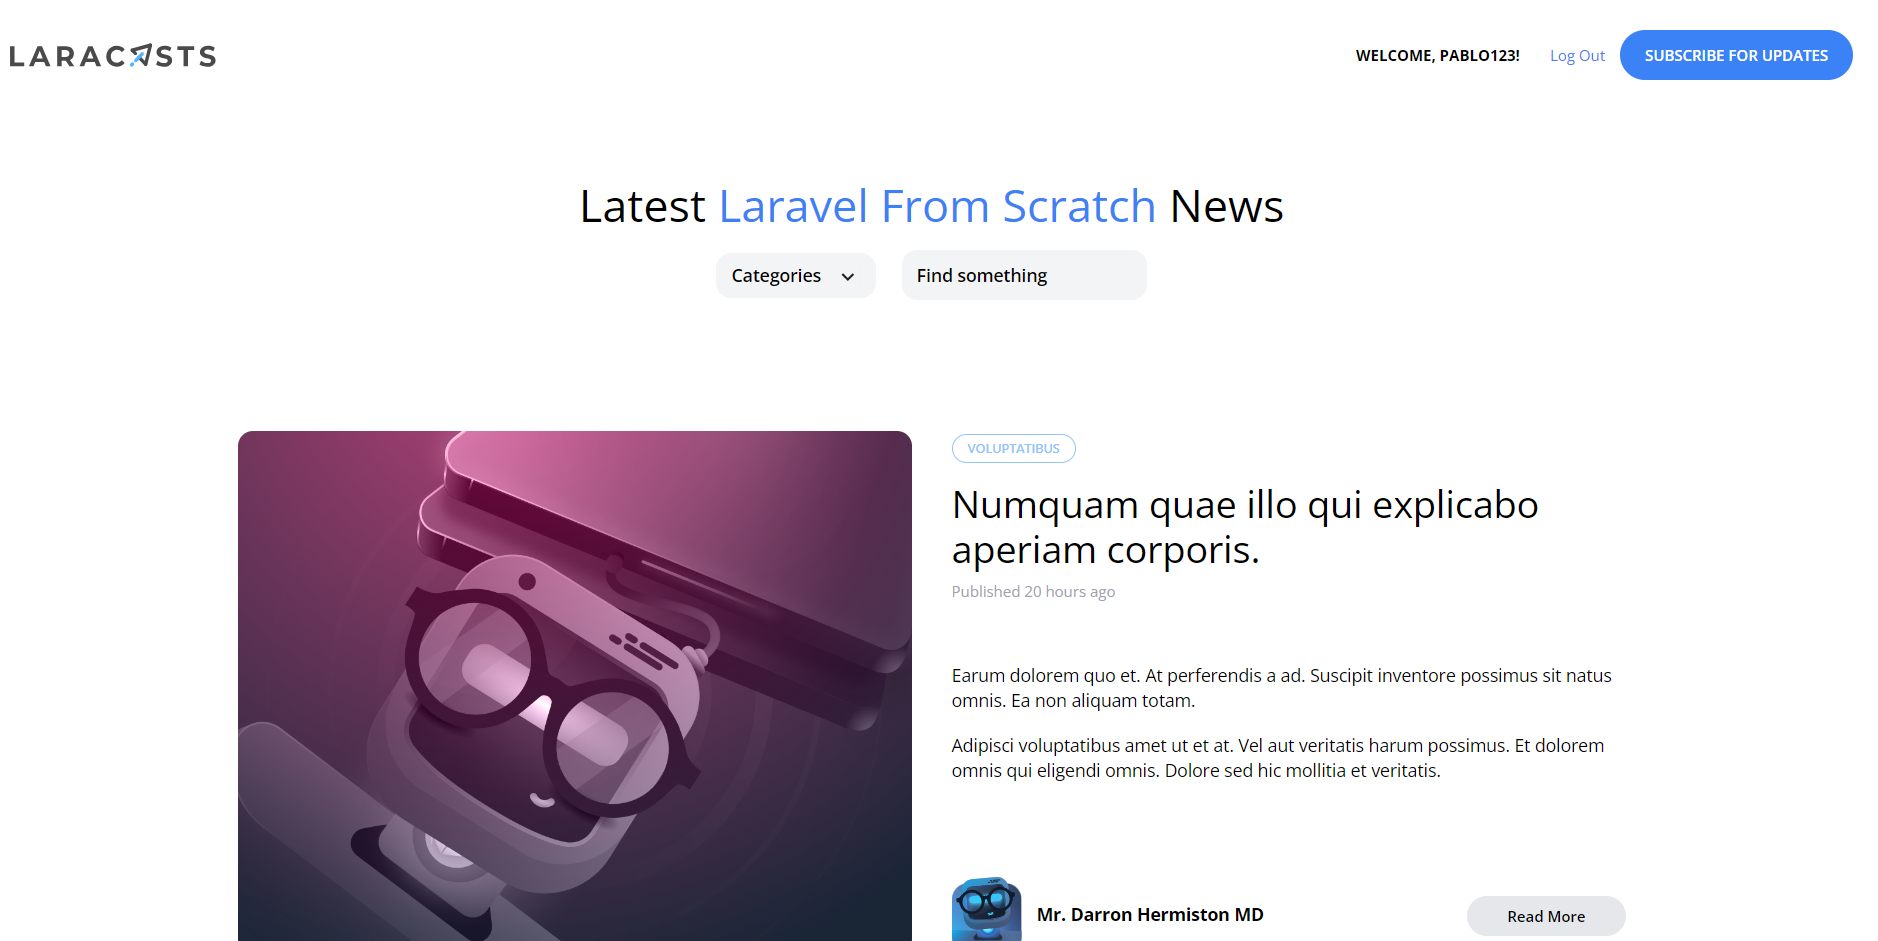 LARACASTS
WELCOME, PABLO123!
Log Out
SUBSCRIBE FOR UPDATES
Latest Laravel From Scratch News
Categories
Find something
VOLUPTATIBUS
Numquam quae illo qui explicabo
aperiam corporis.
Published 20 hours ago
Earum dolorem quo et. At perferendis a ad. Suscipit inventore possimus sit natus
omnis. Ea non aliquam totam.
Adipisci voluptatibus amet ut et at. Vel aut veritatis harum possimus. Et dolorem
omnis qui eligendi omnis. Dolore sed hic mollitia et veritatis.
Mr. Darron Hermiston MD
Read More